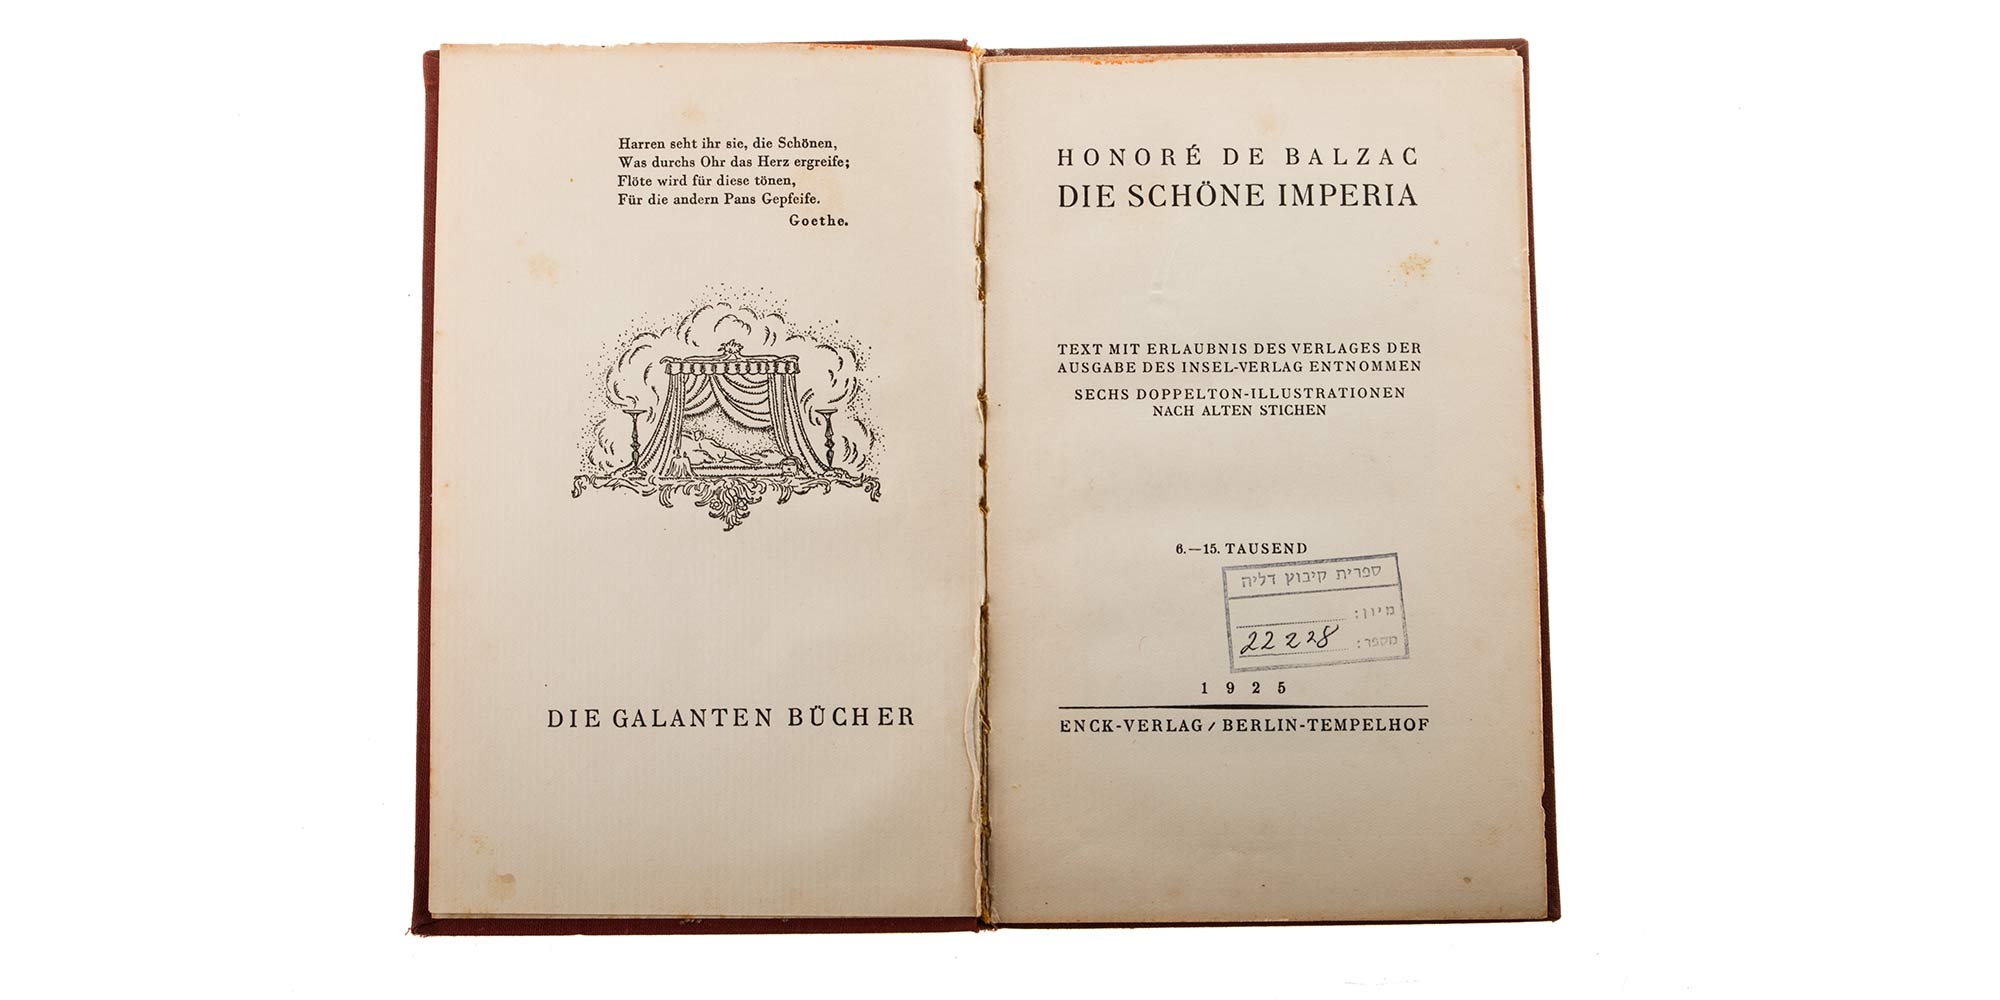 Harren seht ihr sie, die Schönen,
Was durchs Ohr das Herz ergreife;
Flöte wird für diese tönen,
Für die andern Pans Gepfeife.
Goethe.
DIE GALANTEN BÜCHER
HONORÉ DE BALZAC
DIE SCHÖNE IMPERIA
TEXT MIT ERLAUBNIS DES VERLAGES DER
AUSGABE DES INSEL-VERLAG ENTNOMMEN
SECHS DOPPELTON-ILLUSTRATIONEN
NACH ALTEN STICHEN
6.—15. TAUSEND
ספרית קיבוץ דליה
מיון:
מספר: 22228
1925
ENCK-VERLAG / BERLIN-TEMPELHOF